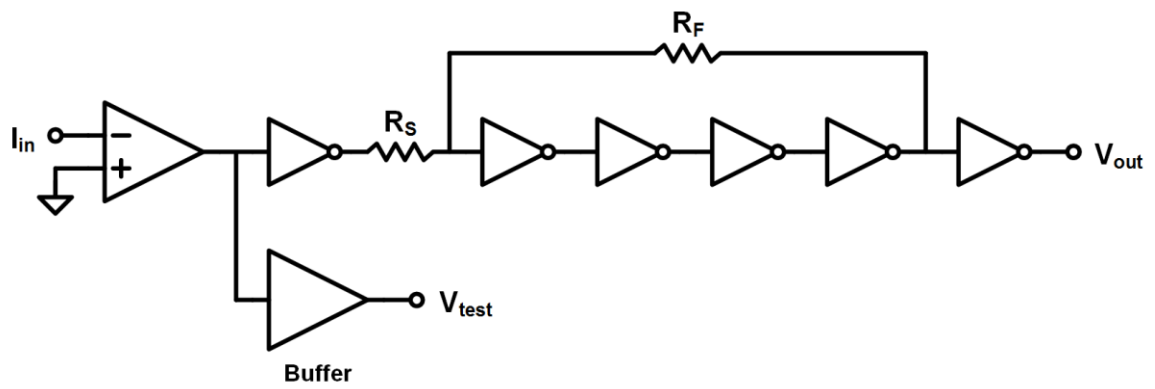 R_F
I_in
−
+
R_S
V_out
V_test
Buffer